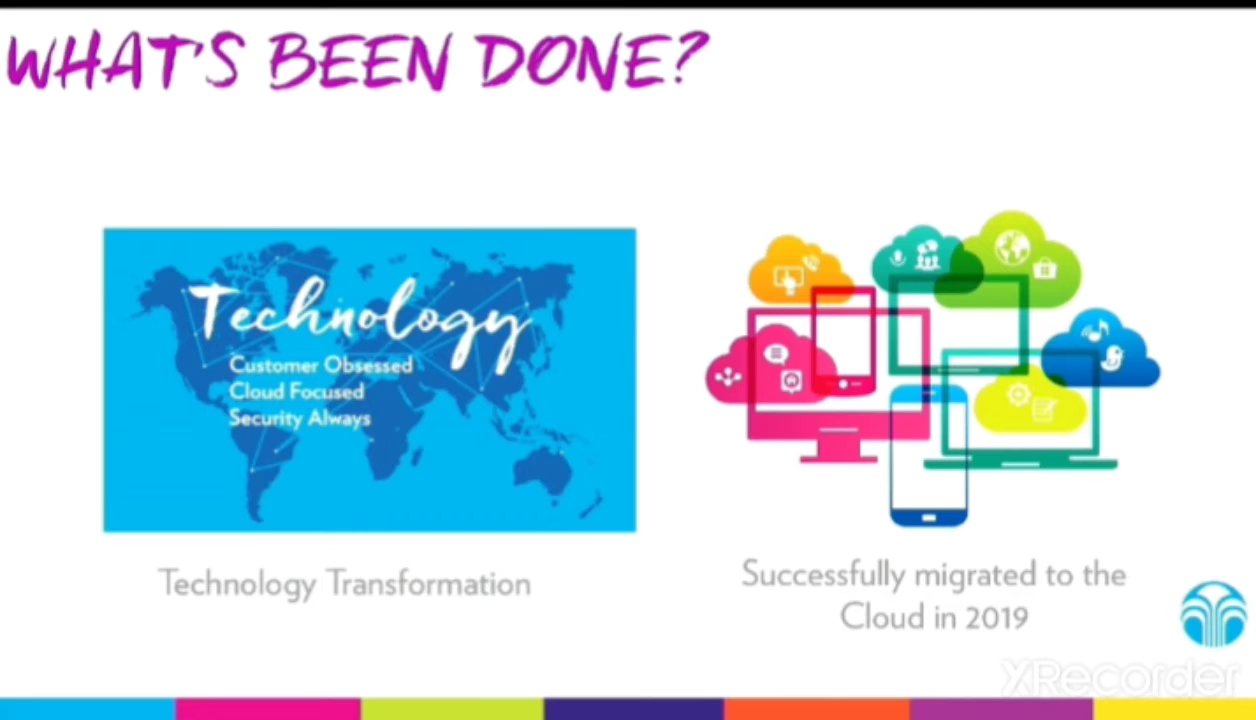 WHAT'S BEEN DONE?
Technology
Customer Obsessed
Cloud Focused
Security Always
Technology Transformation
Successfully migrated to the
Cloud in 2019
XRecorder